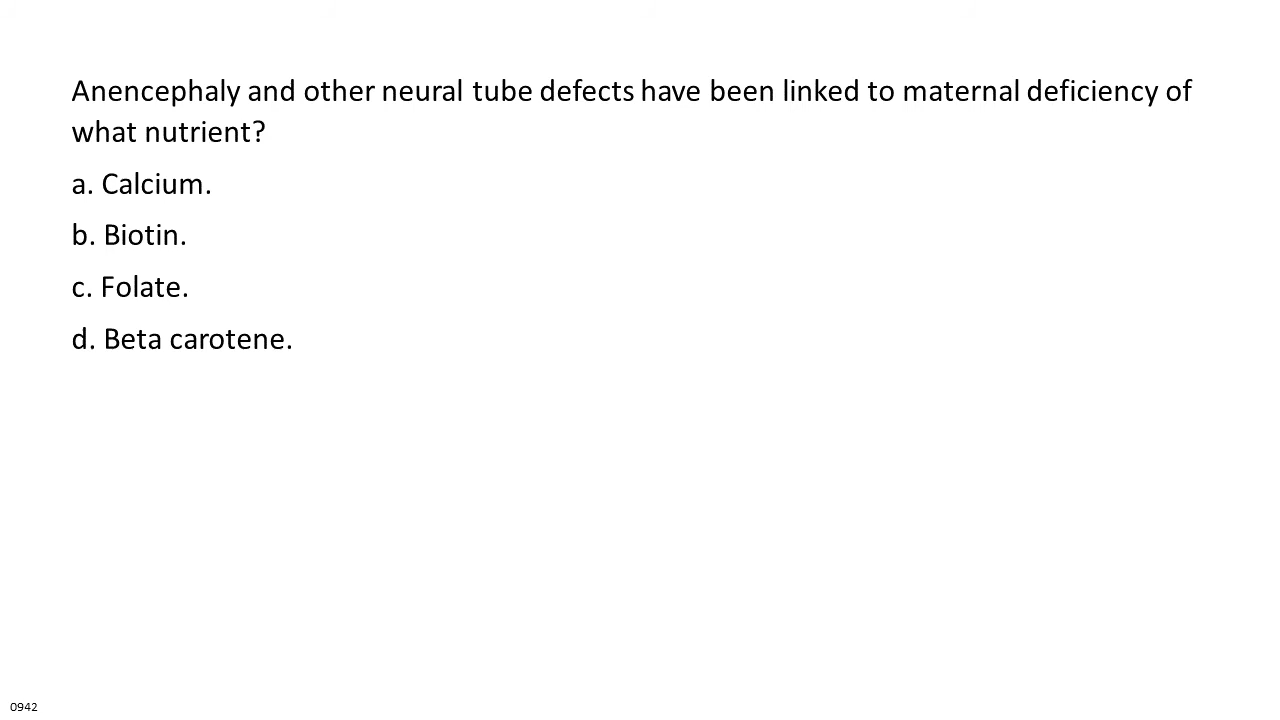 Anencephaly and other neural tube defects have been linked to maternal deficiency of
what nutrient?
a. Calcium.
b. Biotin.
c. Folate.
d. Beta carotene.
0942